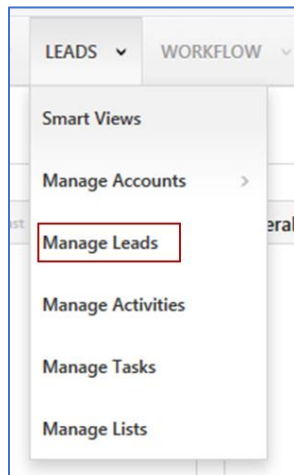 LEADS WORKFLOW
Smart Views
Manage Accounts
Manage Leads
Manage Activities
Manage Tasks
Manage Lists